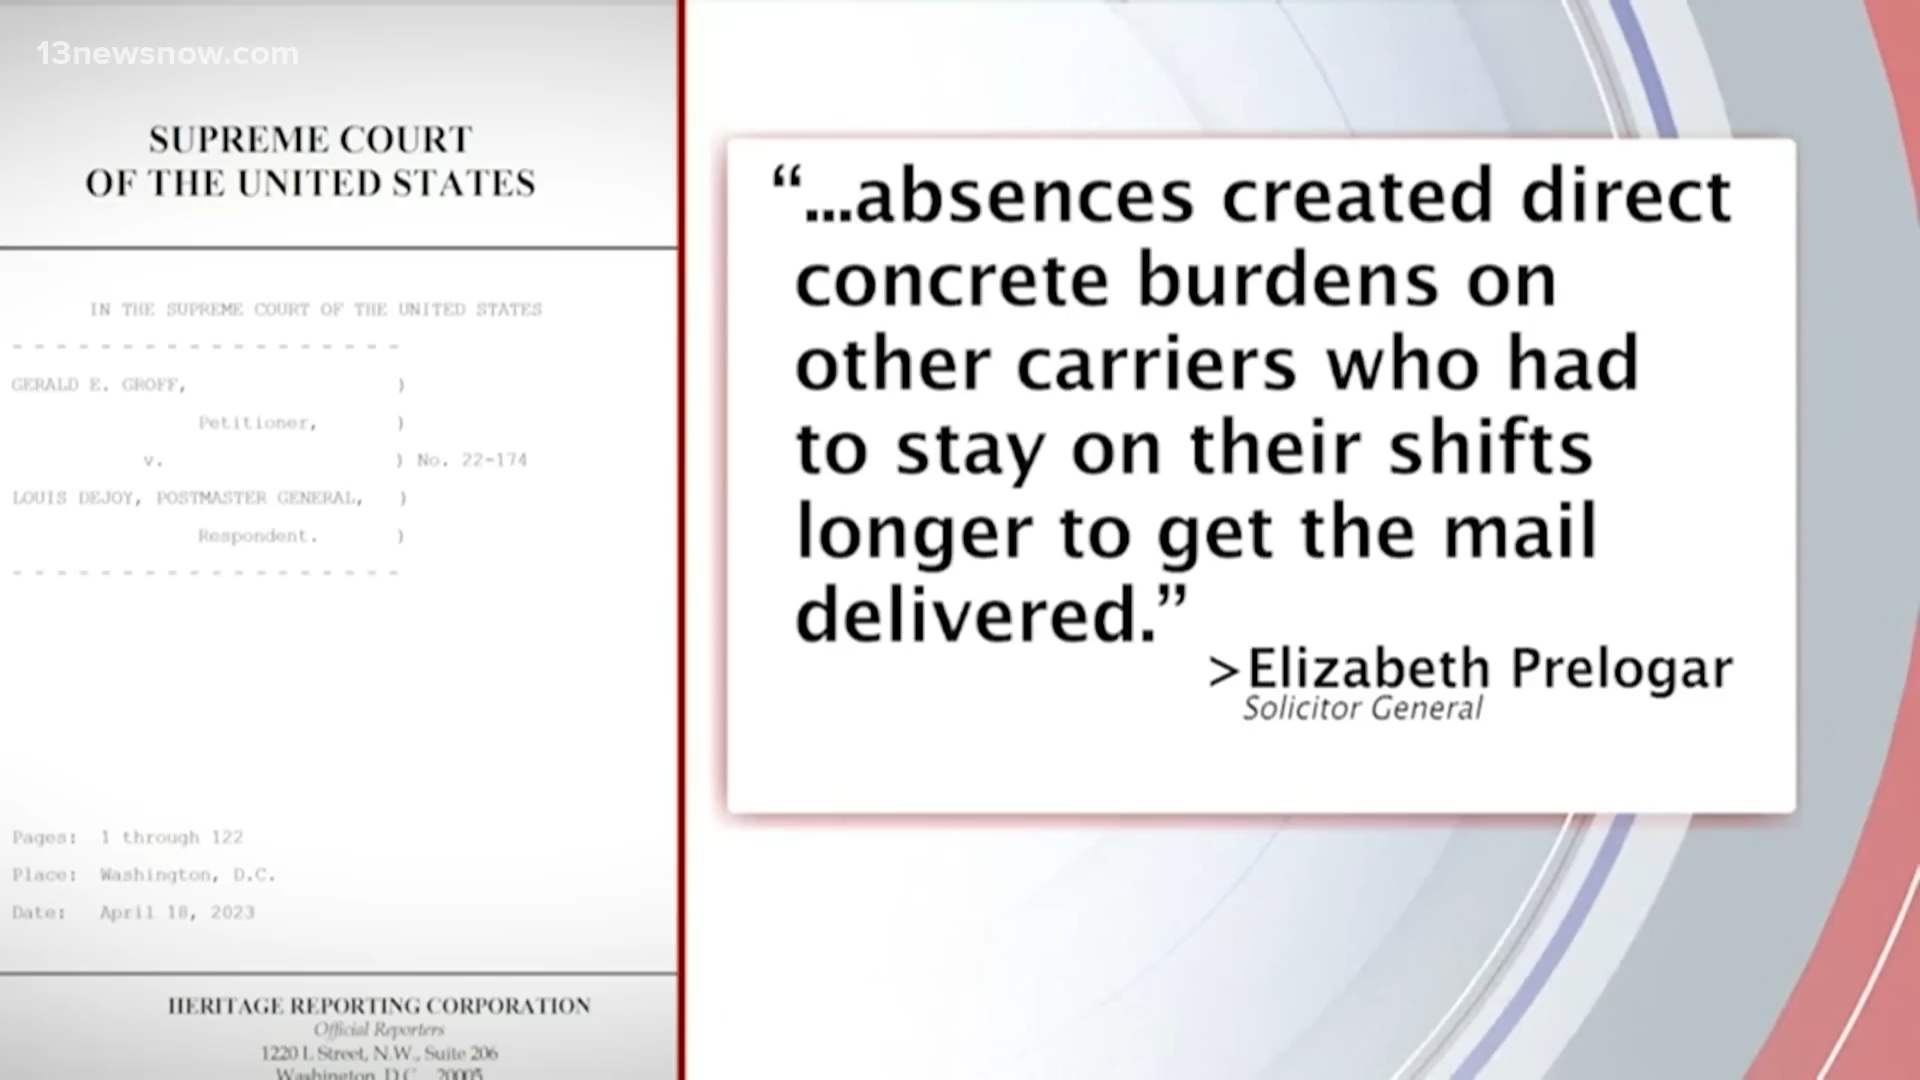 13newsnow.com
SUPREME COURT
OF THE UNITED STATES
IN THE SUPREME COURT OF THE UNITED STATES
- - - - - - - - - - - - - - - - - -
GERALD E. GROFF, )
Petitioner, )
v. ) No. 22-174
LOUIS DEJOY, POSTMASTER GENERAL, )
Respondent. )
- - - - - - - - - - - - - - - - - -
Pages: 1 through 122
Place: Washington, D.C.
Date: April 18, 2023
HERITAGE REPORTING CORPORATION
Official Reporters
1220 L Street, N.W., Suite 206
Washington, D.C. 20005
“...absences created direct
concrete burdens on
other carriers who had
to stay on their shifts
longer to get the mail
delivered.”
>Elizabeth Prelogar
Solicitor General